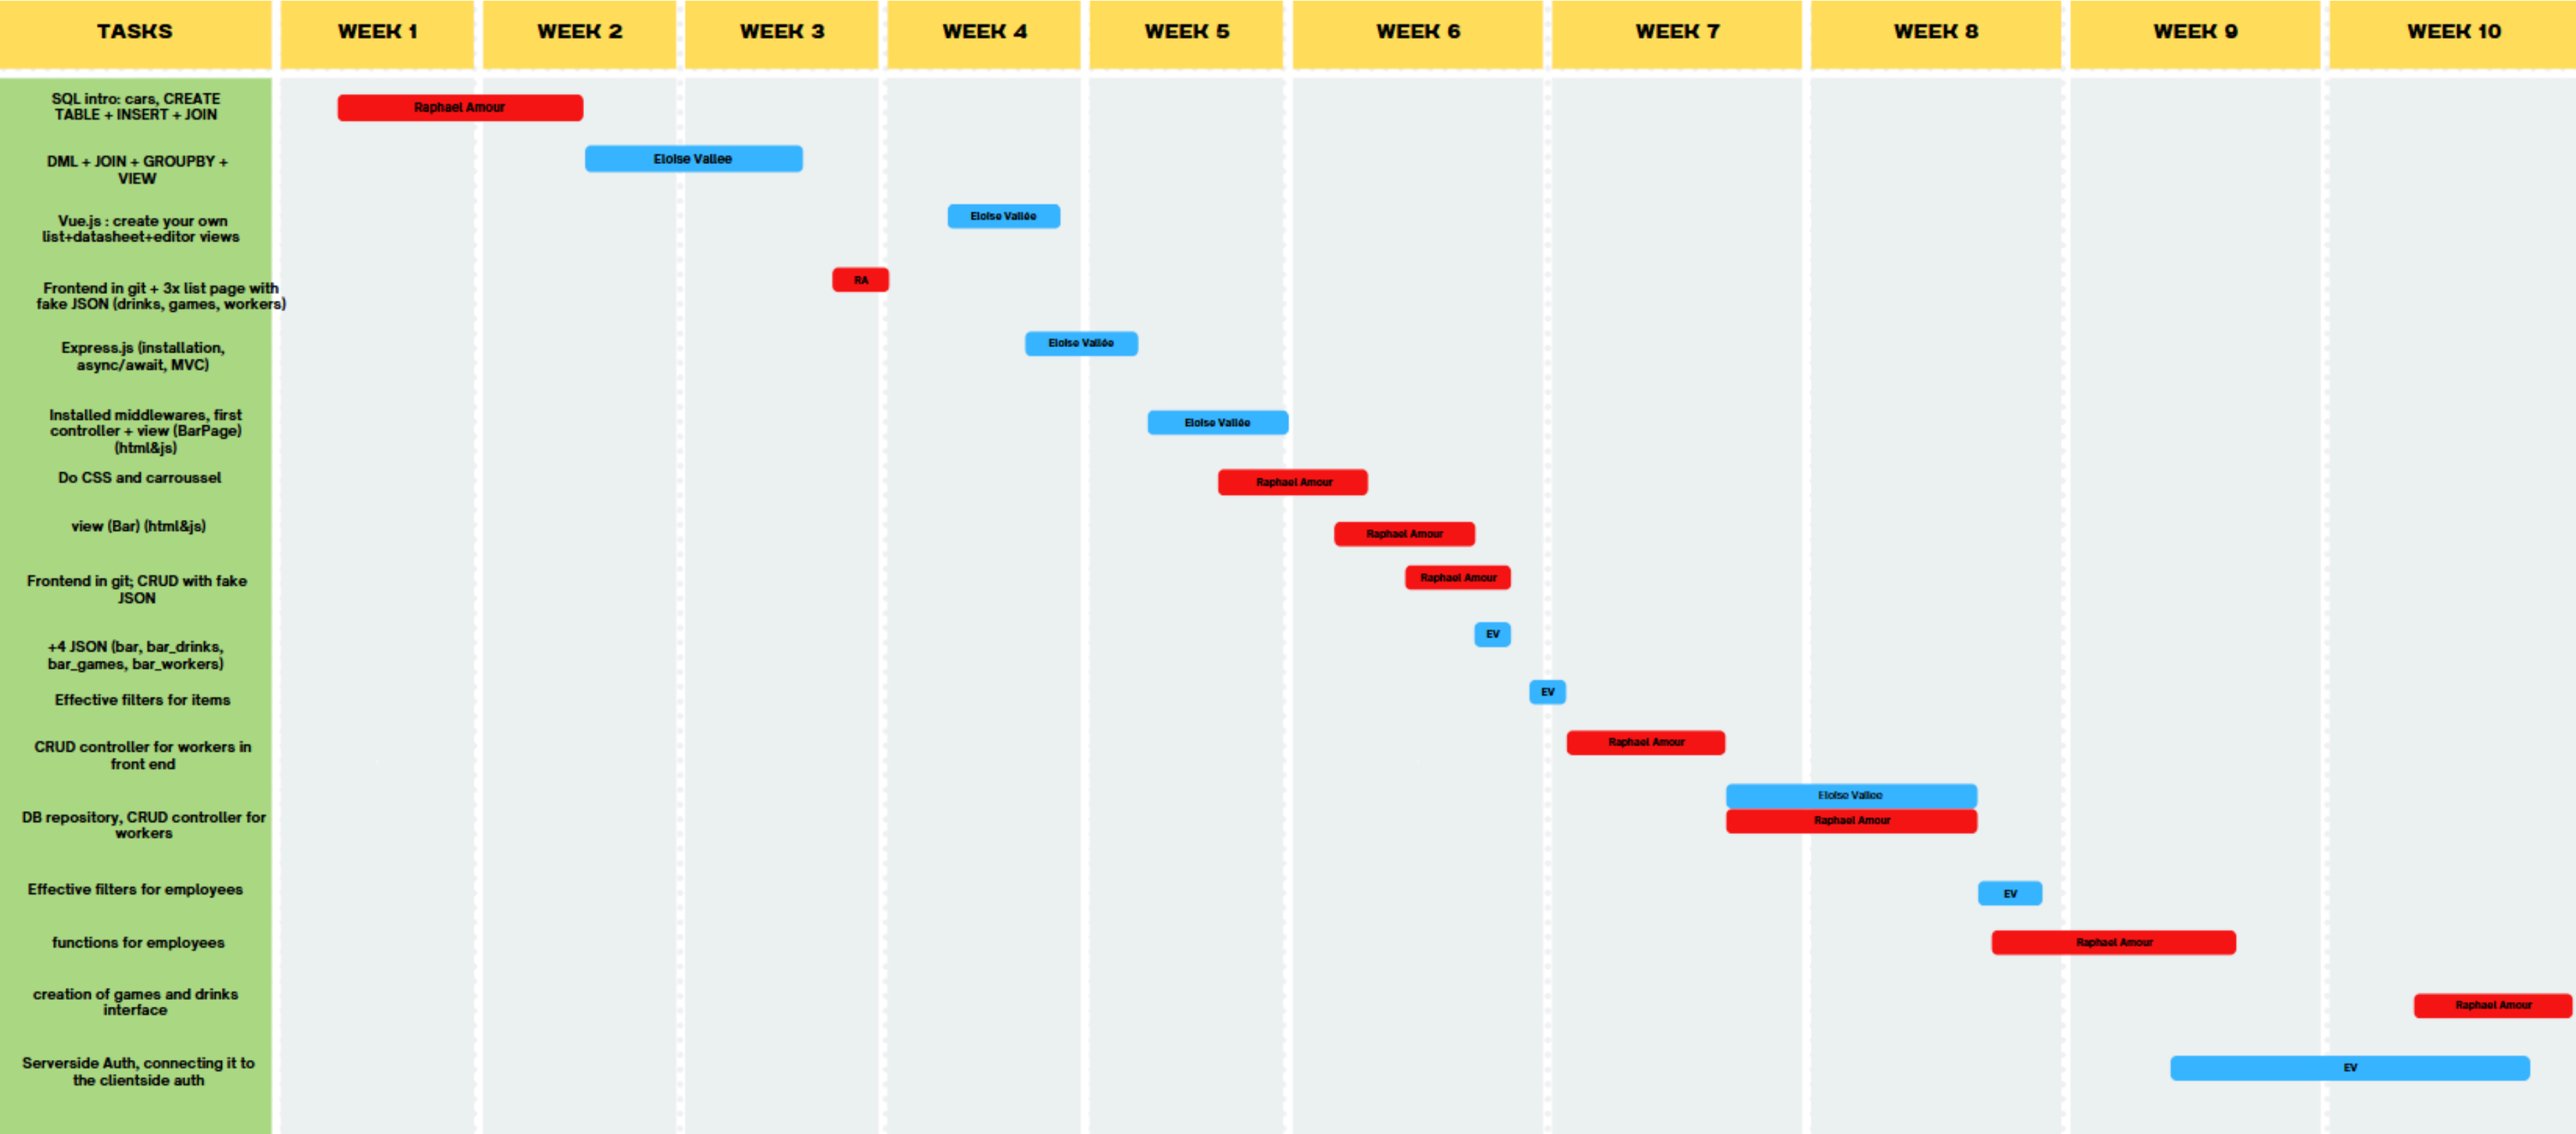 TASKS WEEK 1 WEEK 2 WEEK 3 WEEK 4 WEEK 5 WEEK 6 WEEK 7 WEEK 8 WEEK 9 WEEK 10
SQL intro: cars, CREATE
TABLE + INSERT + JOIN
Raphael Amour
DML + JOIN + GROUPBY +
VIEW
Eloise Vallee
Vue.js : create your own
list+datasheet+editor views
Eloise Vallée
Frontend in git + 3x list page with
fake JSON (drinks, games, workers)
RA
Express.js (installation,
async/await, MVC)
Eloise Vallée
Installed middlewares, first
controller + view (BarPage)
(html&js)
Eloise Vallée
Do CSS and carroussel
Raphael Amour
view (Bar) (html&js)
Raphael Amour
Frontend in git; CRUD with fake
JSON
Raphael Amour
+4 JSON (bar, bar_drinks,
bar_games, bar_workers)
EV
Effective filters for items
EV
CRUD controller for workers in
front end
Raphael Amour
DB repository, CRUD controller for
workers
Eloise Vallee
Raphael Amour
Effective filters for employees
EV
functions for employees
Raphael Amour
creation of games and drinks
interface
Raphael Amour
Serverside Auth, connecting it to
the clientside auth
EV